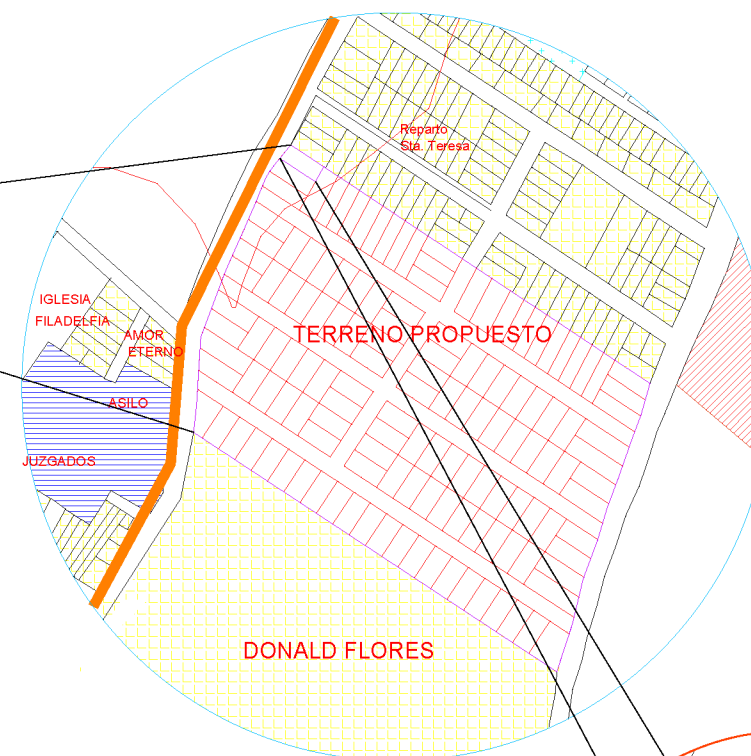 Reparto
Sta. Teresa
IGLESIA
FILADELFIA
AMOR
ETERNO
TERRENO PROPUESTO
ASILO
JUZGADOS
DONALD FLORES